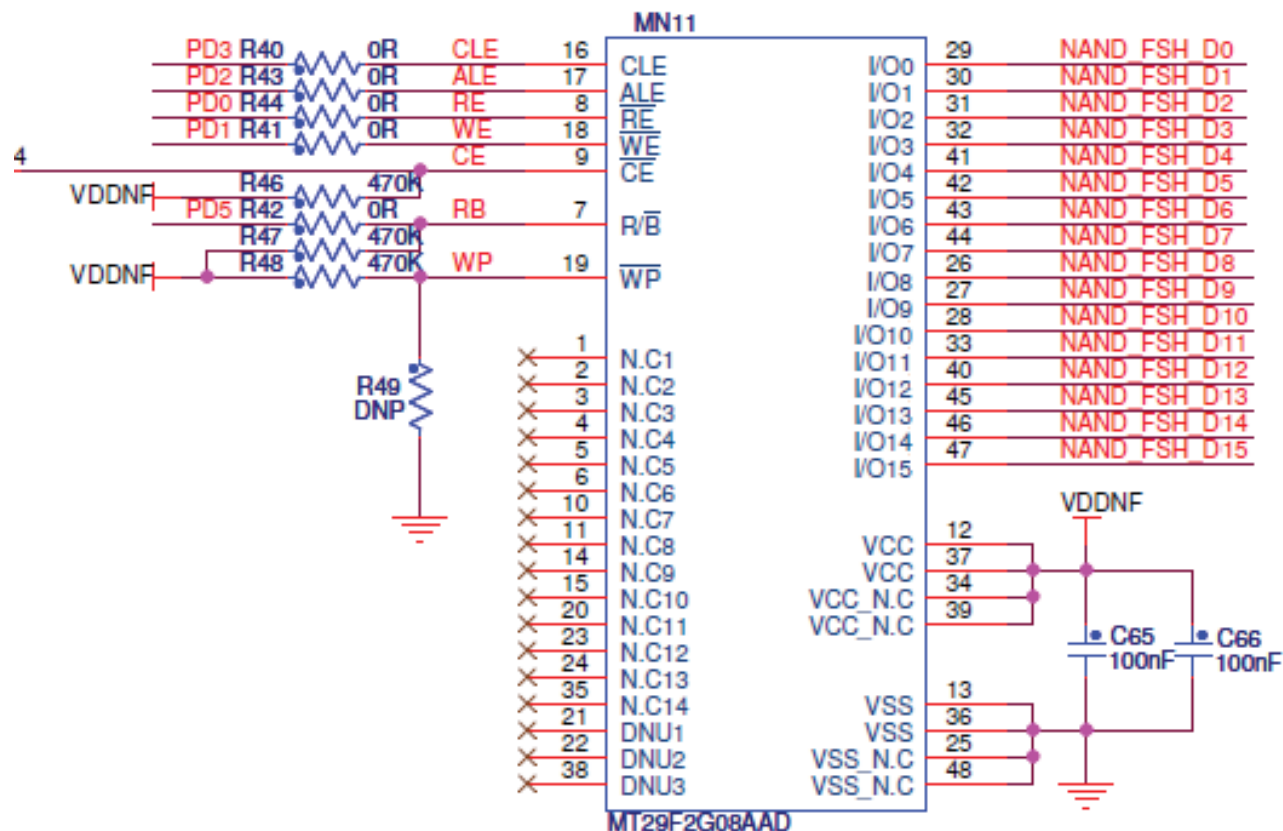 MN11
PD3 R40 0R CLE 16 CLE I/O0 29 NAND_FSH_D0
PD2 R43 0R ALE 17 ALE I/O1 30 NAND_FSH_D1
PD0 R44 0R RE 8 RE I/O2 31 NAND_FSH_D2
PD1 R41 0R WE 18 WE I/O3 32 NAND_FSH_D3
4 CE 9 CE I/O4 41 NAND_FSH_D4
VDDNF R46 470K I/O5 42 NAND_FSH_D5
PD5 R42 0R RB 7 R/B I/O6 43 NAND_FSH_D6
R47 470K I/O7 44 NAND_FSH_D7
VDDNF R48 470K WP 19 WP I/O8 26 NAND_FSH_D8
I/O9 27 NAND_FSH_D9
I/O10 28 NAND_FSH_D10
1 N.C1 I/O11 33 NAND_FSH_D11
2 N.C2 I/O12 40 NAND_FSH_D12
3 N.C3 I/O13 45 NAND_FSH_D13
4 N.C4 I/O14 46 NAND_FSH_D14
5 N.C5 I/O15 47 NAND_FSH_D15
R49
DNP
6 N.C6
10 N.C7
VDDNF
11 N.C8 VCC 12
14 N.C9 VCC 37
15 N.C10 VCC_N.C 34
20 N.C11 VCC_N.C 39
C65
100nF
C66
100nF
23 N.C12
24 N.C13
35 N.C14 VSS 13
21 DNU1 VSS 36
22 DNU2 VSS_N.C 25
38 DNU3 VSS_N.C 48
MT29F2G08AAD